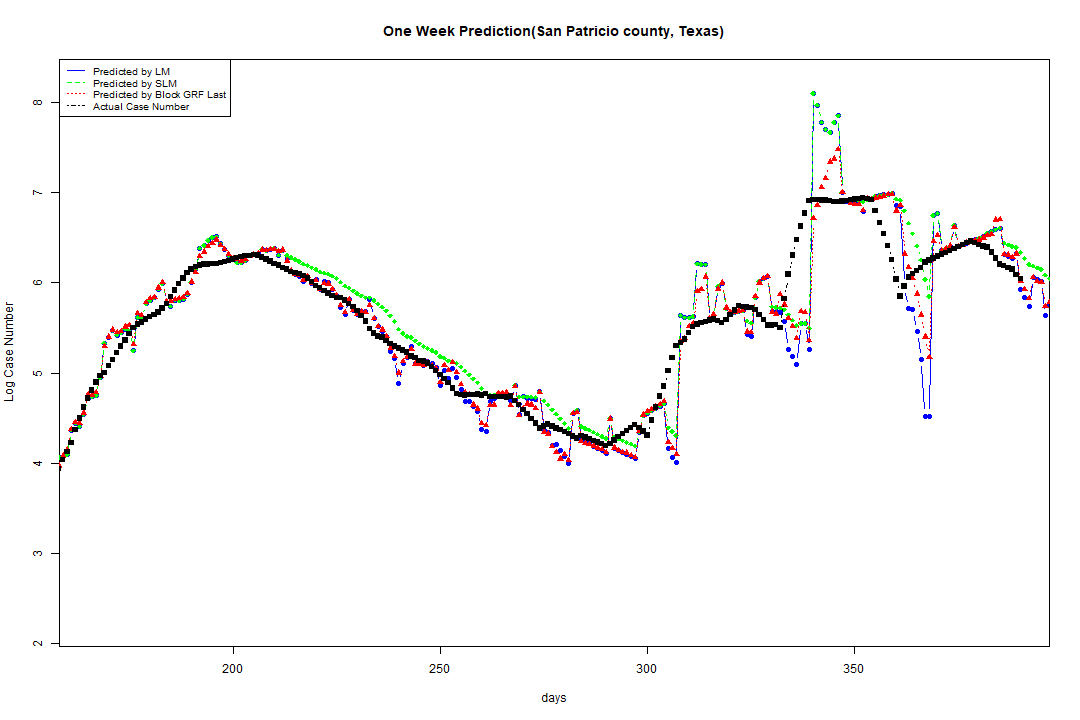 One Week Prediction(San Patricio county, Texas)
Predicted by LM
Predicted by SLM
Predicted by Block GRF Last
Actual Case Number
8
7
6
5
4
3
2
Log Case Number
200
250
300
350
days